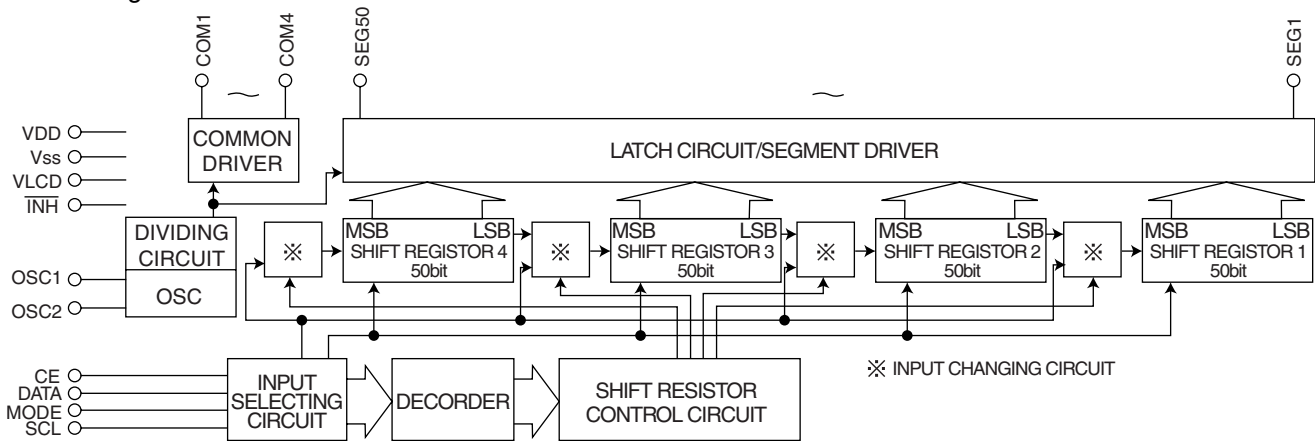 COM1
COM4
SEG50
SEG1
VDD
Vss
VLCD
INH
COMMON
DRIVER
LATCH CIRCUIT/SEGMENT DRIVER
DIVIDING
CIRCUIT
OSC
OSC1
OSC2
※
MSB LSB
SHIFT REGISTOR 4
50bit
※
MSB LSB
SHIFT REGISTOR 3
50bit
※
MSB LSB
SHIFT REGISTOR 2
50bit
※
MSB LSB
SHIFT REGISTOR 1
50bit
CE
DATA
MODE
SCL
INPUT
SELECTING
CIRCUIT
DECORDER
SHIFT RESISTOR
CONTROL CIRCUIT
※ INPUT CHANGING CIRCUIT